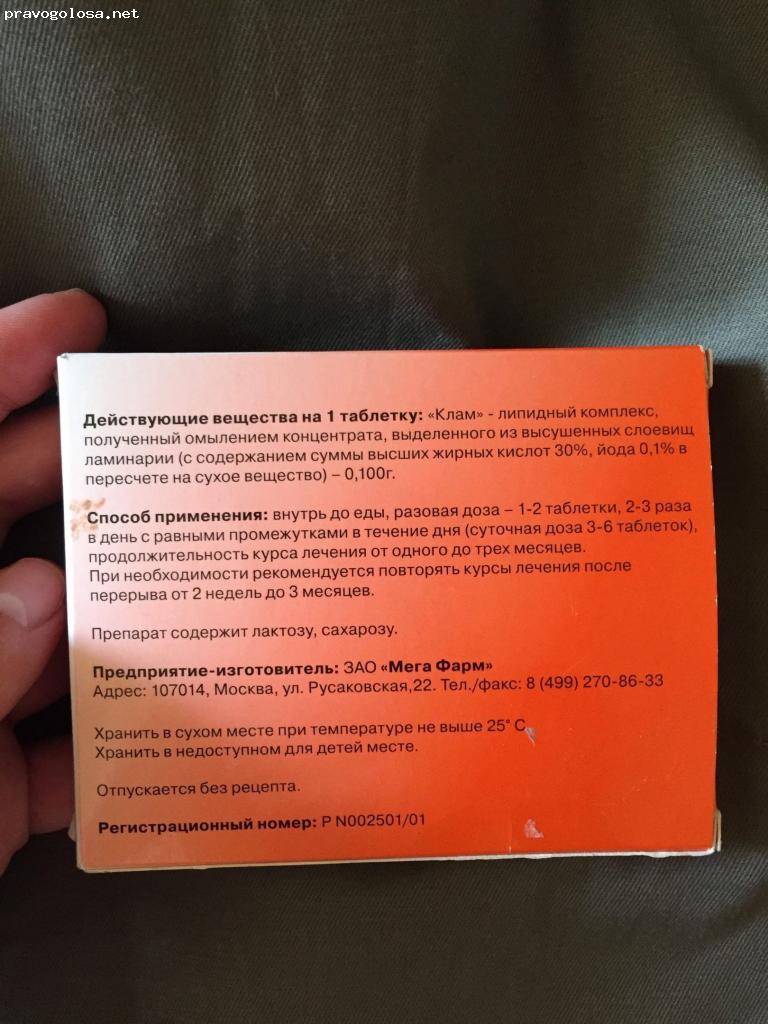 pravogolosa.net
Действующие вещества на 1 таблетку: «Клам» - липидный комплекс,
полученный омылением концентрата, выделенного из высушенных слоевищ
ламинарии (с содержанием суммы высших жирных кислот 30%, йода 0,1% в
пересчете на сухое вещество) – 0,100г.
Способ применения: внутрь до еды, разовая доза – 1-2 таблетки, 2-3 раза
в день с равными промежутками в течение дня (суточная доза 3-6 таблеток),
продолжительность курса лечения от одного до трех месяцев.
При необходимости рекомендуется повторять курсы лечения после
перерыва от 2 недель до 3 месяцев.
Препарат содержит лактозу, сахарозу.
Предприятие-изготовитель: ЗАО «Мега Фарм»
Адрес: 107014, Москва, ул. Русаковская,22. Тел./факс: 8 (499) 270-86-33
Хранить в сухом месте при температуре не выше 25° С
Хранить в недоступном для детей месте.
Отпускается без рецепта.
Регистрационный номер: Р N002501/01